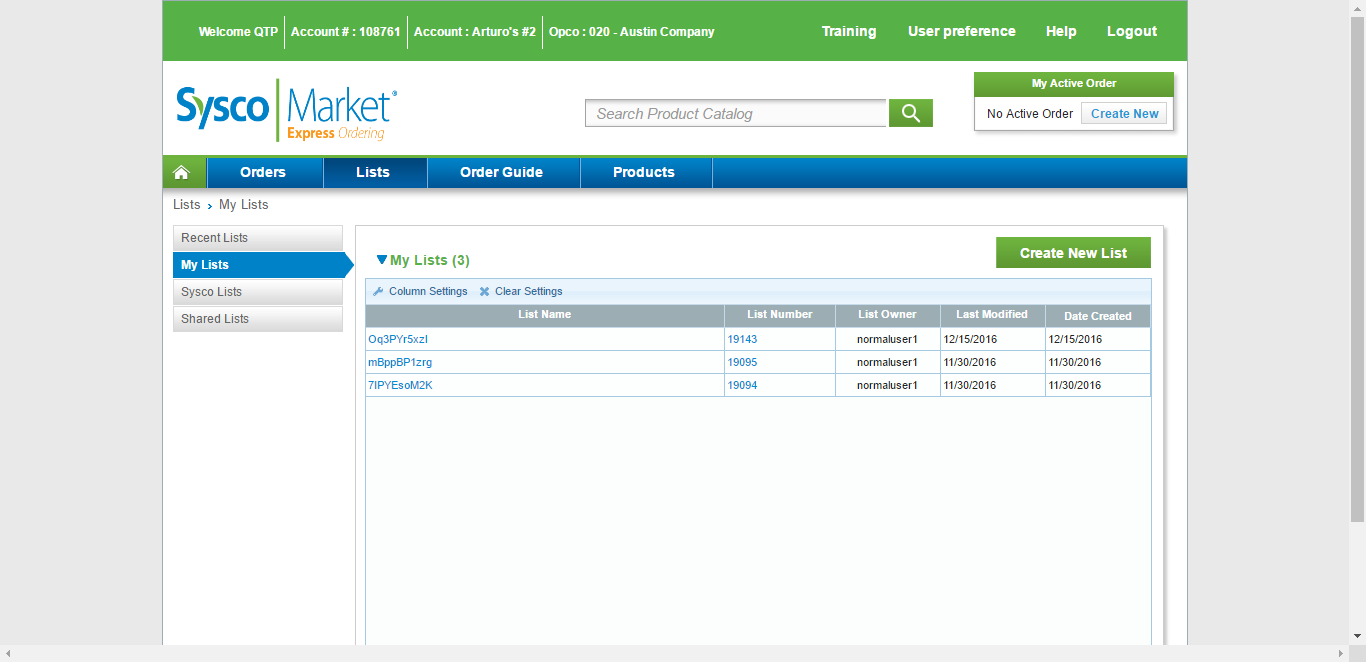 Welcome QTP Account # : 108761 Account : Arturo's #2 Opco : 020 - Austin Company Training User preference Help Logout
Sysco Market®
Express Ordering
Search Product Catalog
My Active Order
No Active Order Create New
Orders Lists Order Guide Products
Lists › My Lists
Recent Lists
My Lists
Sysco Lists
Shared Lists
My Lists (3)
Create New List
Column Settings Clear Settings
List Name List Number List Owner Last Modified Date Created
Oq3PYr5xzI 19143 normaluser1 12/15/2016 12/15/2016
mBppBP1zrg 19095 normaluser1 11/30/2016 11/30/2016
7IPYEsoM2K 19094 normaluser1 11/30/2016 11/30/2016